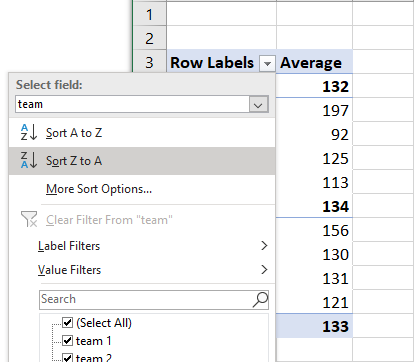 1
2
3 Row Labels Average
132
197
92
125
113
134
156
130
131
121
133
Select field:
team
A Z Sort A to Z
Z A Sort Z to A
More Sort Options...
Clear Filter From "team"
Label Filters
Value Filters
Search
(Select All)
team 1
team 2